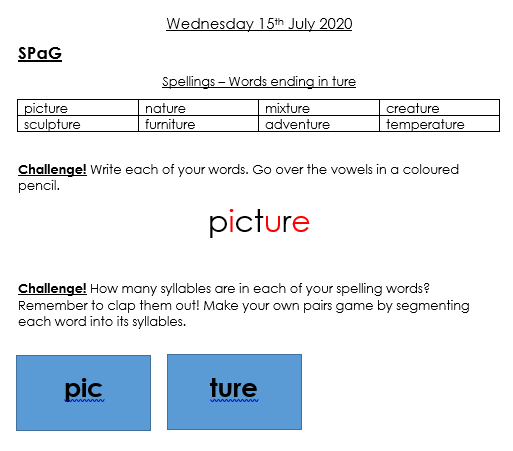 Wednesday 15th July 2020
SPaG
Spellings – Words ending in ture
picture nature mixture creature
sculpture furniture adventure temperature
Challenge! Write each of your words. Go over the vowels in a coloured
pencil.
picture
Challenge! How many syllables are in each of your spelling words?
Remember to clap them out! Make your own pairs game by segmenting
each word into its syllables.
pic ture